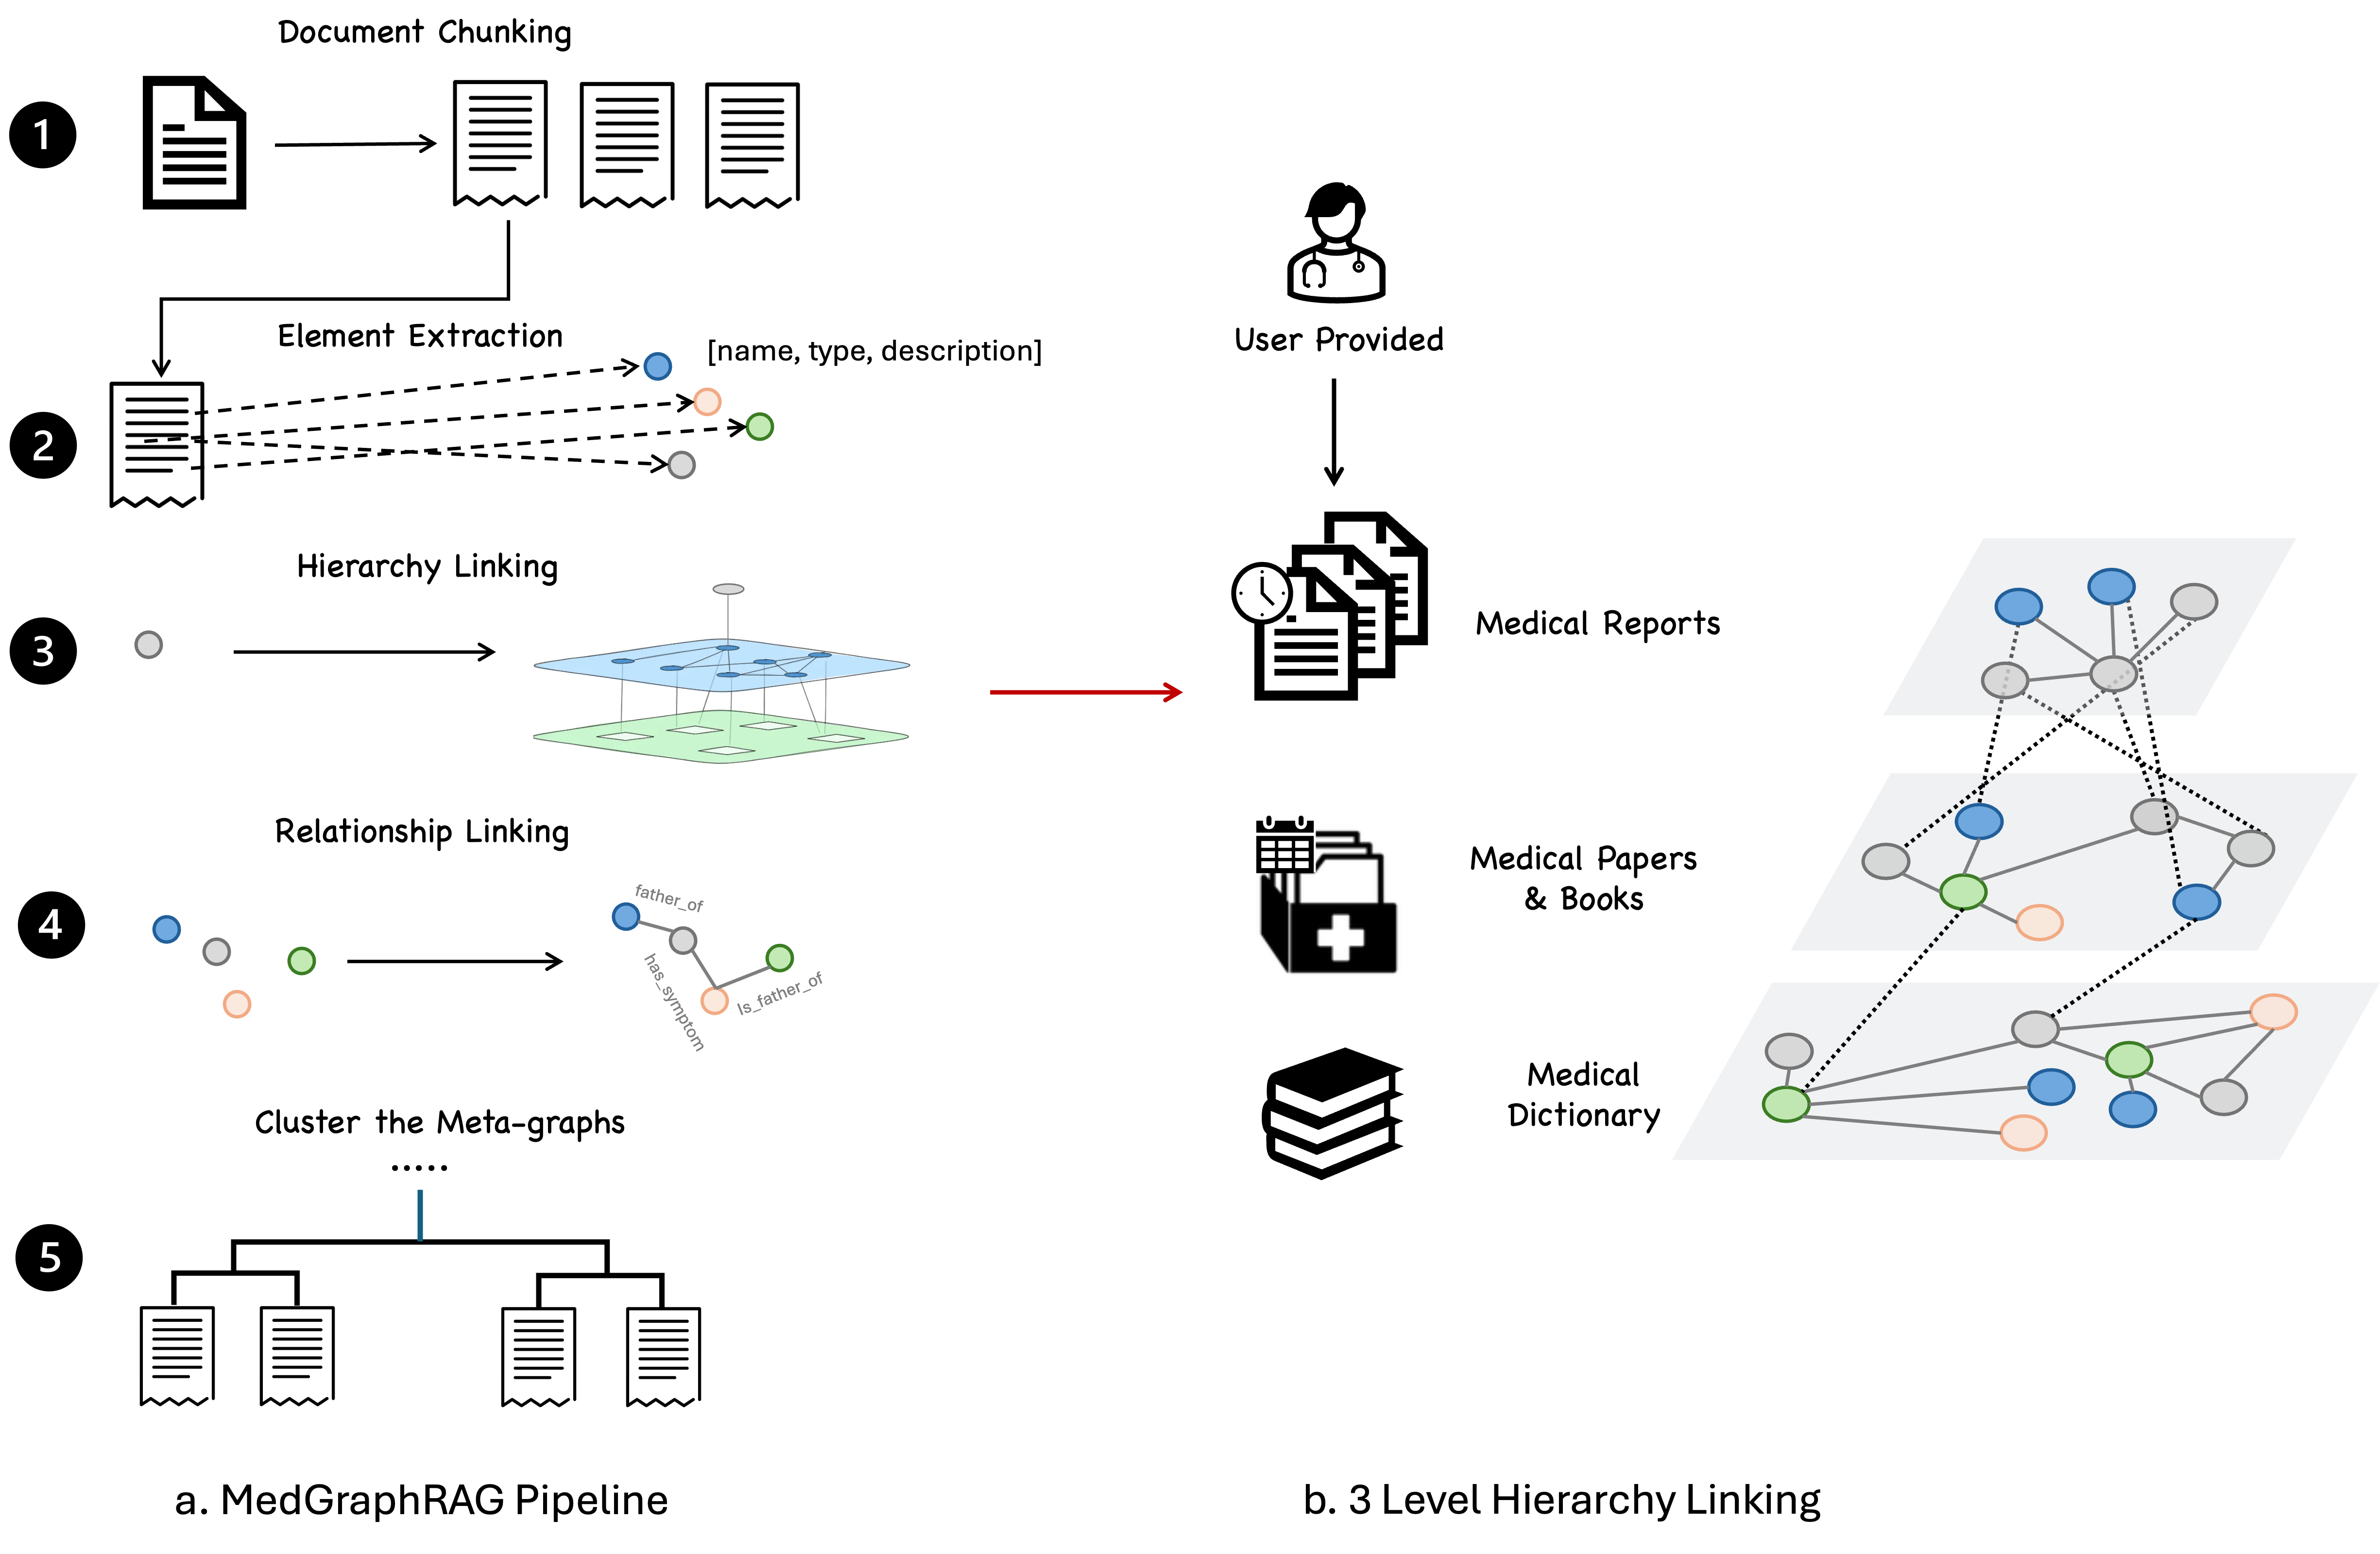 Document Chunking
1
Element Extraction
[name, type, description]
2
Hierarchy Linking
3
Relationship Linking
4
father_of
has_symptom
Is_father_of
Cluster the Meta-graphs
.....
5
a. MedGraphRAG Pipeline
User Provided
Medical Reports
Medical Papers
& Books
Medical
Dictionary
b. 3 Level Hierarchy Linking